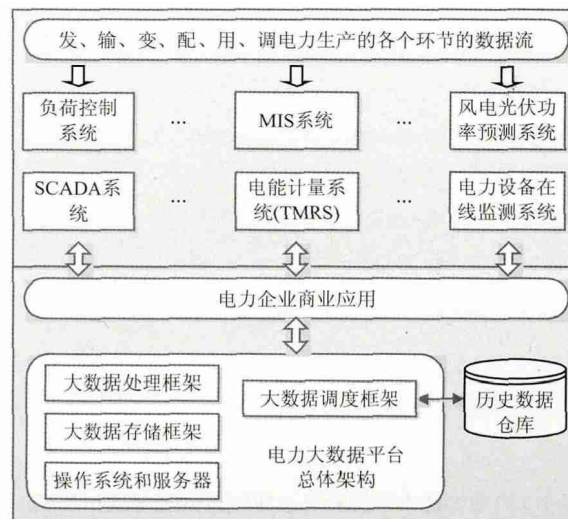 发、输、变、配、用、调电力生产的各个环节的数据流
负荷控制
系统
...
MIS系统
...
风电光伏功
率预测系统
SCADA系
统
...
电能计量系
统(TMRS)
...
电力设备在
线监测系统
电力企业商业应用
大数据处理框架
大数据存储框架
操作系统和服务器
大数据调度框架
电力大数据平台
总体架构
历史数据
仓库